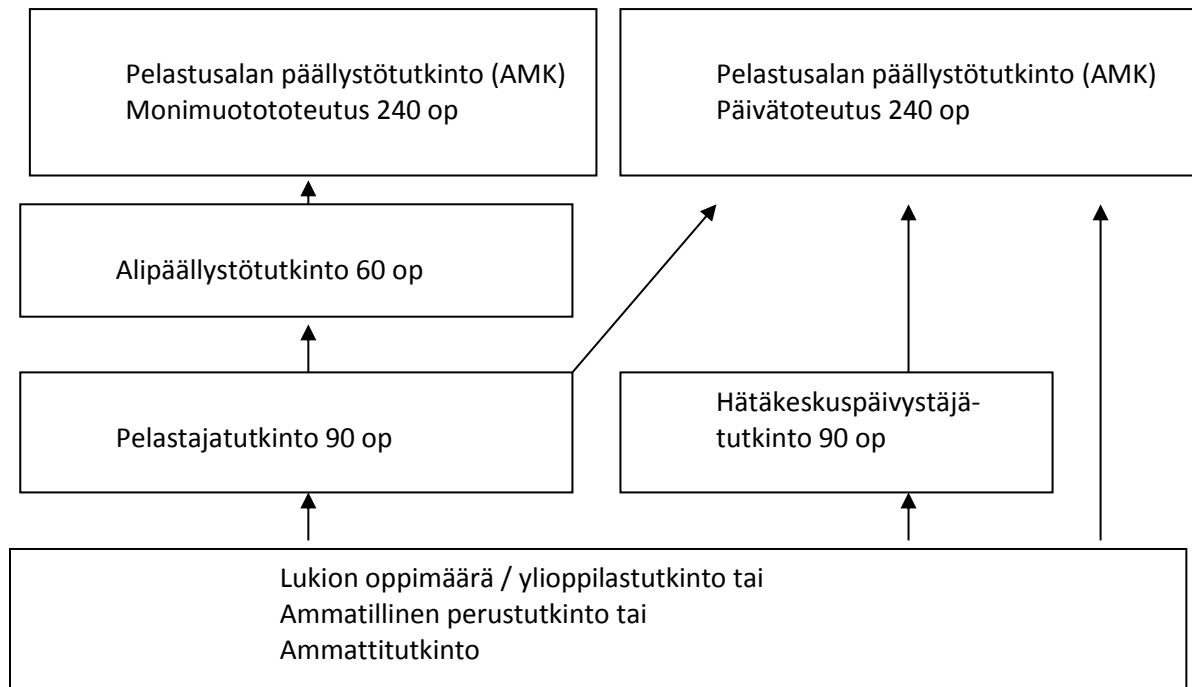 Pelastusalan päällystötutkinto (AMK)
Monimuotototeutus 240 op
Pelastusalan päällystötutkinto (AMK)
Päivätoteutus 240 op
Alipäällystötutkinto 60 op
Pelastajatutkinto 90 op
Hätäkeskuspäivystäjä-
tutkinto 90 op
Lukion oppimäärä / ylioppilastutkinto tai
Ammatillinen perustutkinto tai
Ammattitutkinto